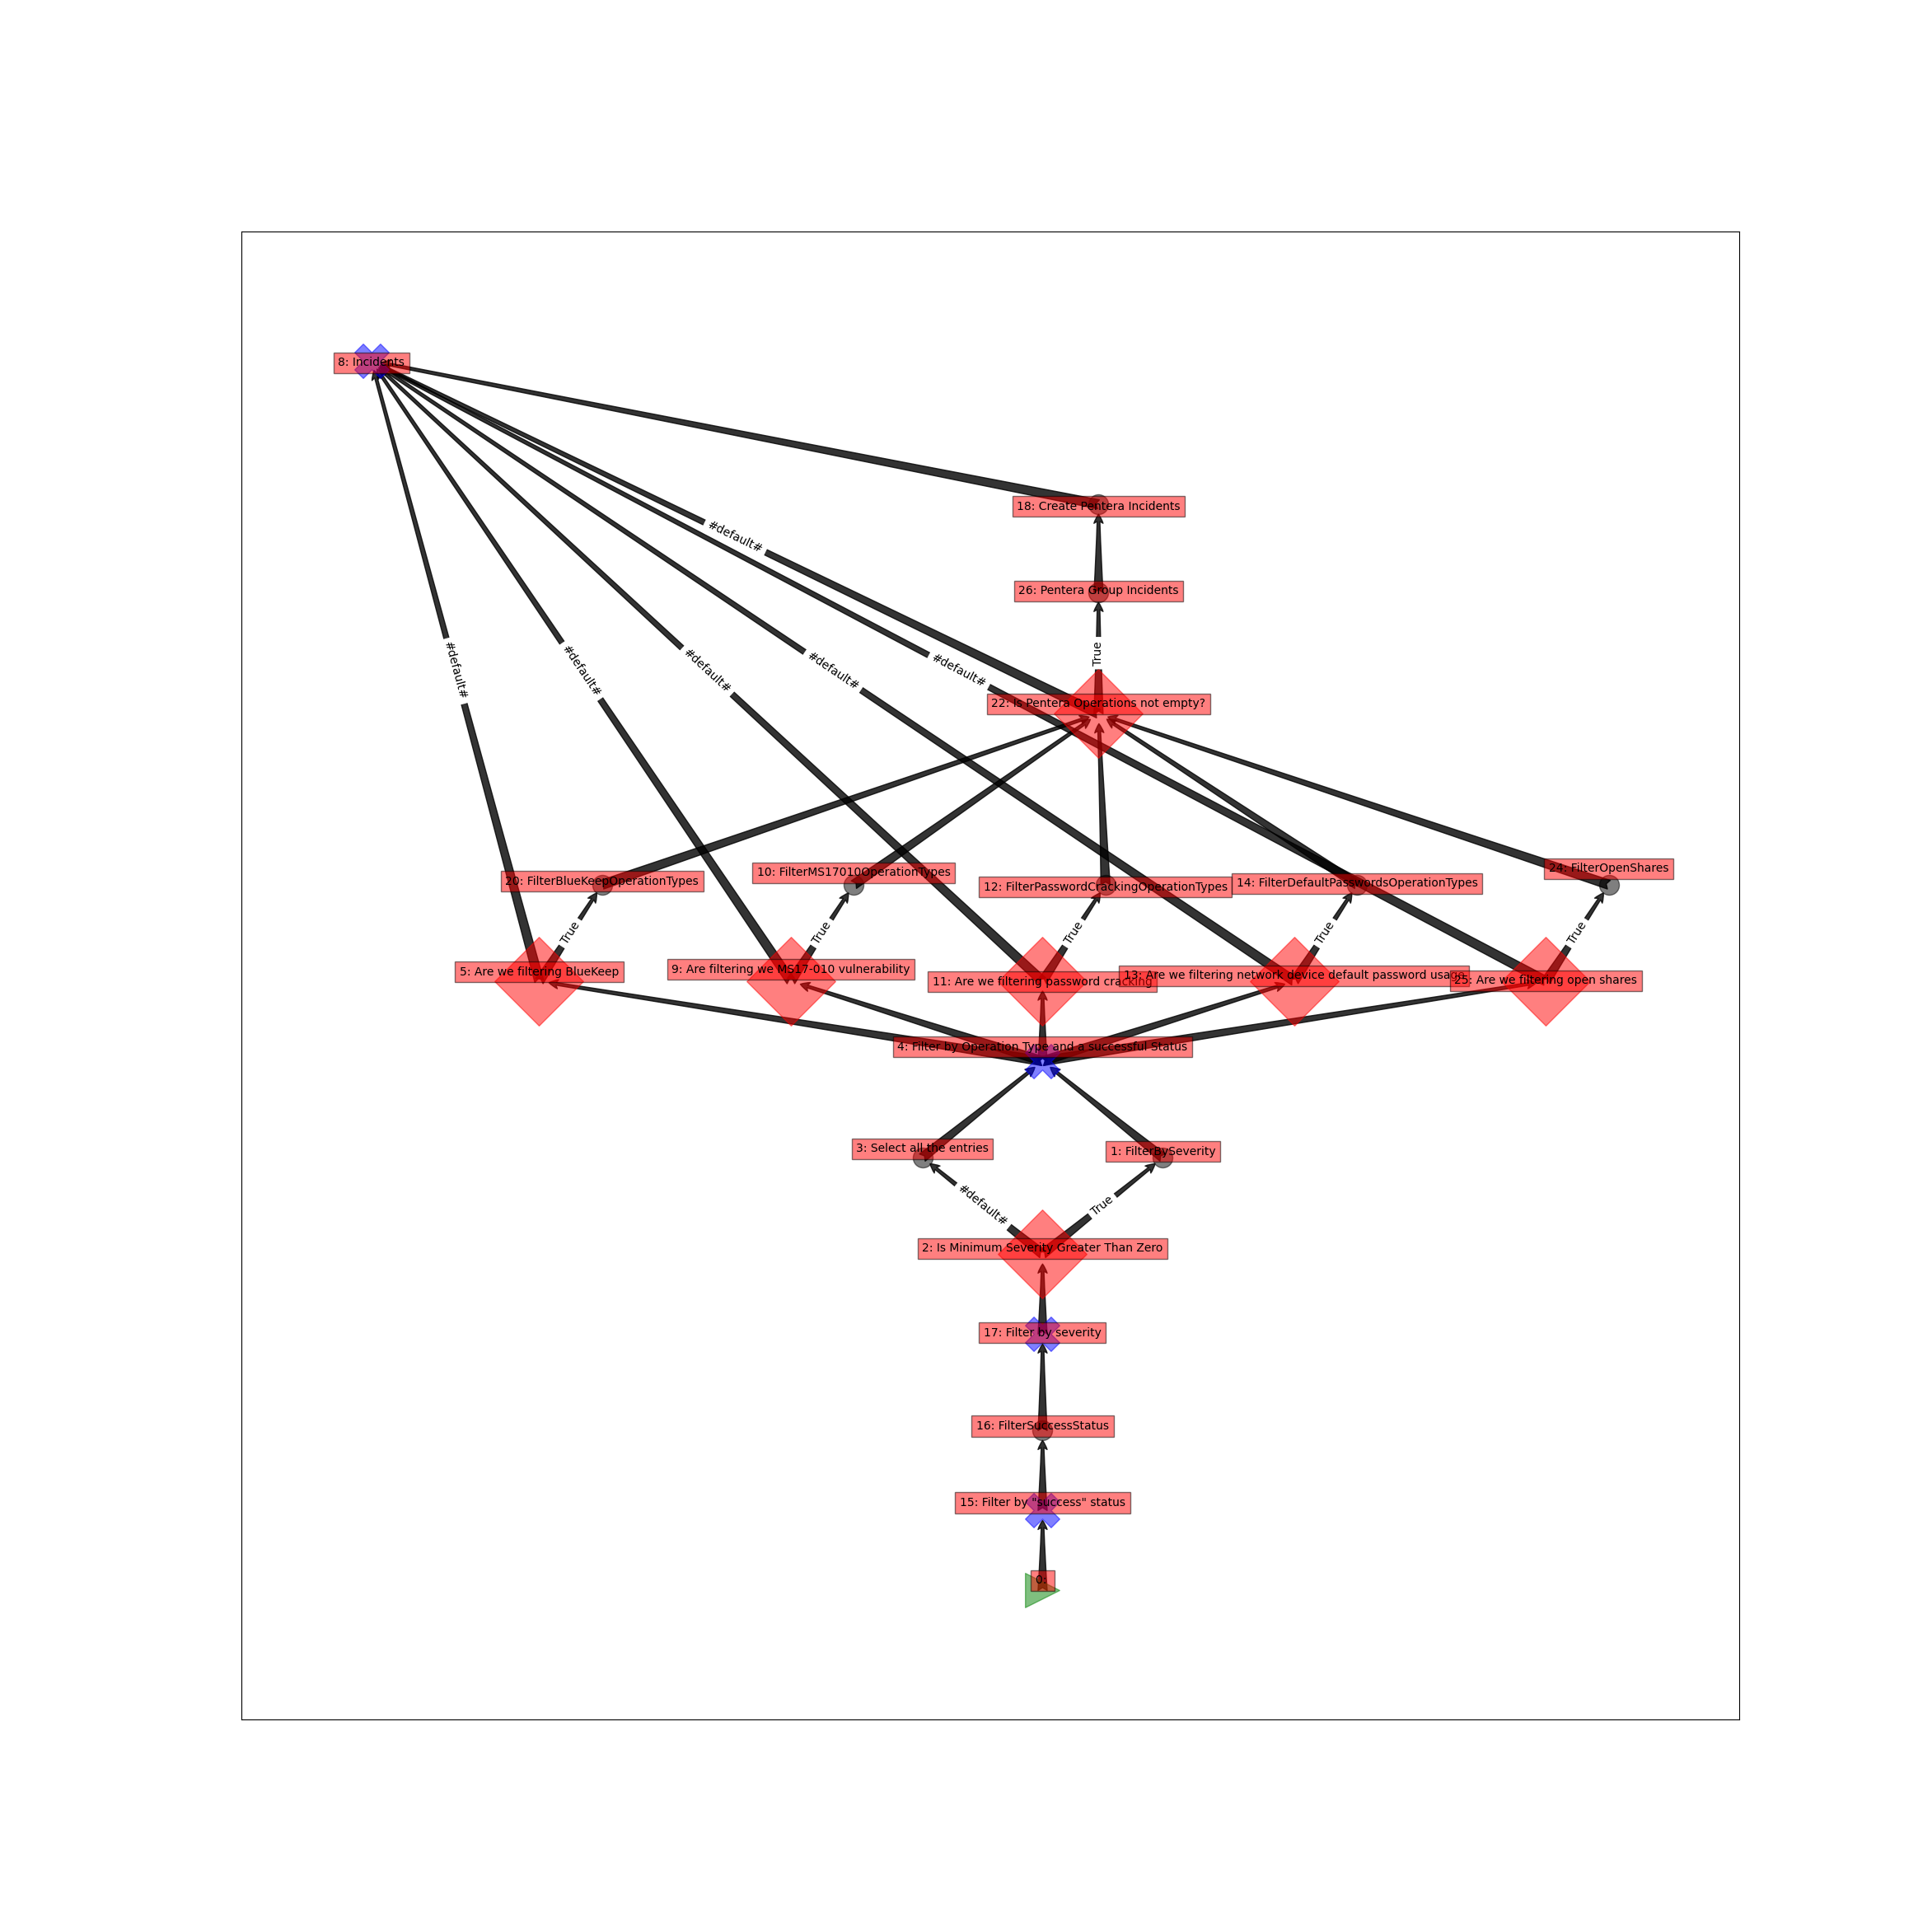 8: Incidents
18: Create Pentera Incidents
#default#
26: Pentera Group Incidents
True
#default#
#default#
#default#
#default#
#default#
22: Is Pentera Operations not empty?
20: FilterBlueKeepOperationTypes
10: FilterMS17010OperationTypes
12: FilterPasswordCrackingOperationTypes
14: FilterDefaultPasswordsOperationTypes
24: FilterOpenShares
True
True
True
True
True
5: Are we filtering BlueKeep
9: Are filtering we MS17-010 vulnerability
11: Are we filtering password cracking
13: Are we filtering network device default password usage
25: Are we filtering open shares
4: Filter by Operation Type and a successful Status
3: Select all the entries
1: FilterBySeverity
#default#
True
2: Is Minimum Severity Greater Than Zero
17: Filter by severity
16: FilterSuccessStatus
15: Filter by "success" status
0: